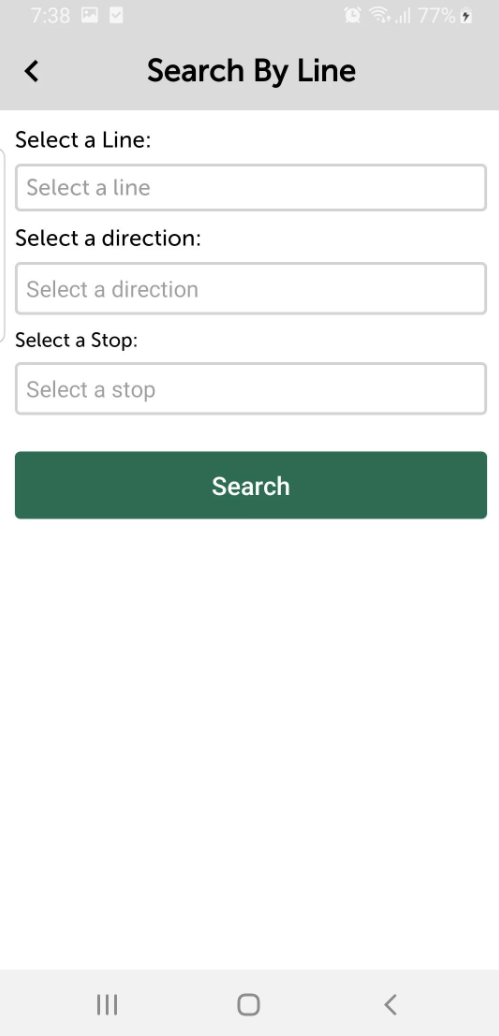 7:38 77%
Search By Line
Select a Line:
Select a line
Select a direction:
Select a direction
Select a Stop:
Select a stop
Search